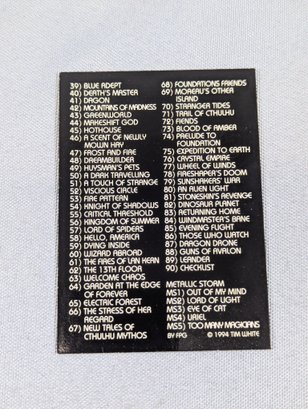 39) BLUE ADEPT
40) DEATH'S MASTER
41) DAGON
42) MOUNTAINS OF MADNESS
43) GREENWORLD
44) MAKESHIFT GOD
45) HOTHOUSE
46) A SCENT OF NEWLY
MOWN HAY
47) FROST AND FIRE
48) DREAMBUILDER
49) HUYSMAN'S PETS
50) A DARK TRAVELLING
51) A TOUCH OF STRANGE
52) VISCIOUS CIRCLE
53) FIRE PATTERN
54) KNIGHT OF SHADOWS
55) CRITICAL THRESHOLD
56) KINGDOM OF SUMMER
57) LORD OF SPIDERS
58) HELLO, AMERICA
59) DYING INSIDE
60) WIZARD ABROAD
61) THE FIRES OF LAN KERN
62) THE 13TH FLOOR
63) WELCOME CHAOS
64) GARDEN AT THE EDGE
OF FOREVER
65) ELECTRIC FOREST
66) THE STRESS OF HER
REGARD
67) NEW TALES OF
CTHULHU MYTHOS
68) FOUNDATIONS FRIENDS
69) MOREAU'S OTHER
ISLAND
70) STRANGER TIDES
71) TRAIL OF CTHULHU
72) FIENDS
73) BLOOD OF AMBER
74) PRELUDE TO
FOUNDATION
75) EXPEDITION TO EARTH
76) CRYSTAL EMPIRE
77) WHEEL OF WINDS
78) FIRESHAPER'S DOOM
79) SUNSHAKERS' WAR
80) AN ALIEN LIGHT
81) STONESKIN'S REVENGE
82) DINOSAUR PLANET
83) RETURNING HOME
84) WINDMASTER'S BANE
85) EVENING FLIGHT
86) THOSE WHO WATCH
87) DRAGON DRONE
88) GUNS OF AVALON
89) LEANDER
90) CHECKLIST
METALLIC STORM
MS1) OUT OF MY MIND
MS2) LORD OF LIGHT
MS3) EYE OF CAT
MS4) URIEL
MS5) TOO MANY MAGICIANS
BY FPG © 1994 TIM WHITE